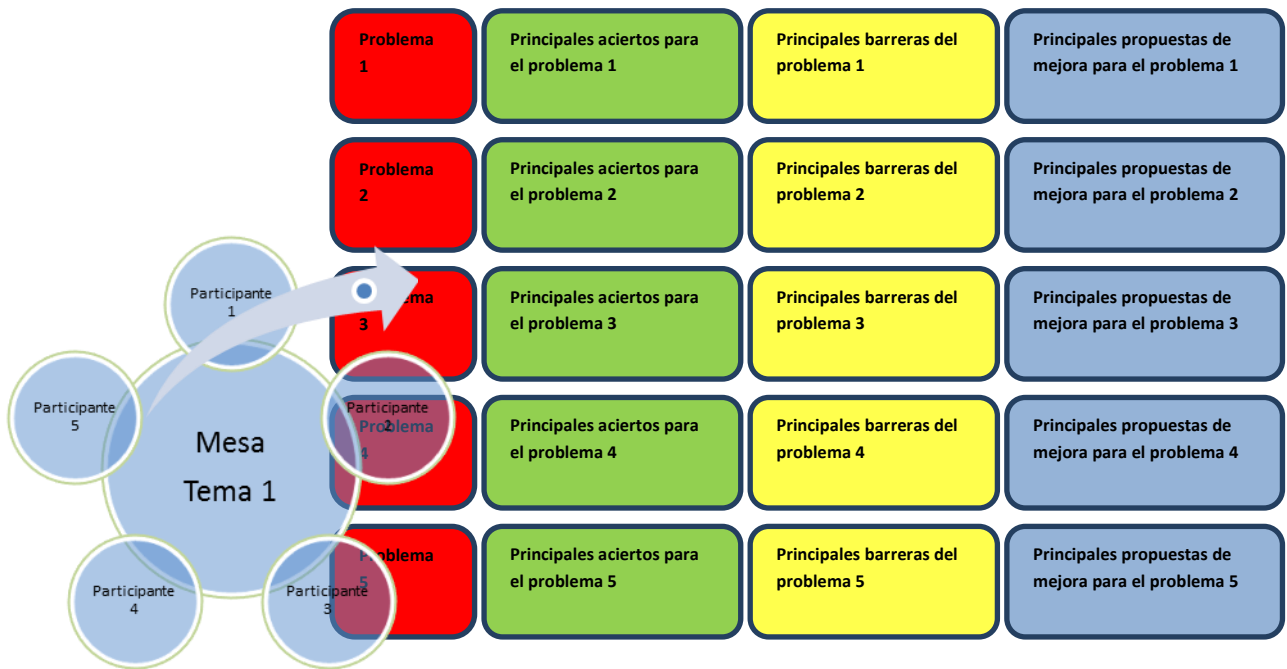 Problema
1
Principales aciertos para
el problema 1
Principales barreras del
problema 1
Principales propuestas de
mejora para el problema 1
Problema
2
Principales aciertos para
el problema 2
Principales barreras del
problema 2
Principales propuestas de
mejora para el problema 2
ema
3
Principales aciertos para
el problema 3
Principales barreras del
problema 3
Principales propuestas de
mejora para el problema 3
Problema
4
Principales aciertos para
el problema 4
Principales barreras del
problema 4
Principales propuestas de
mejora para el problema 4
Problema
5
Principales aciertos para
el problema 5
Principales barreras del
problema 5
Principales propuestas de
mejora para el problema 5
Mesa
Tema 1
Participante
1
Participante
2
Participante
3
Participante
4
Participante
5